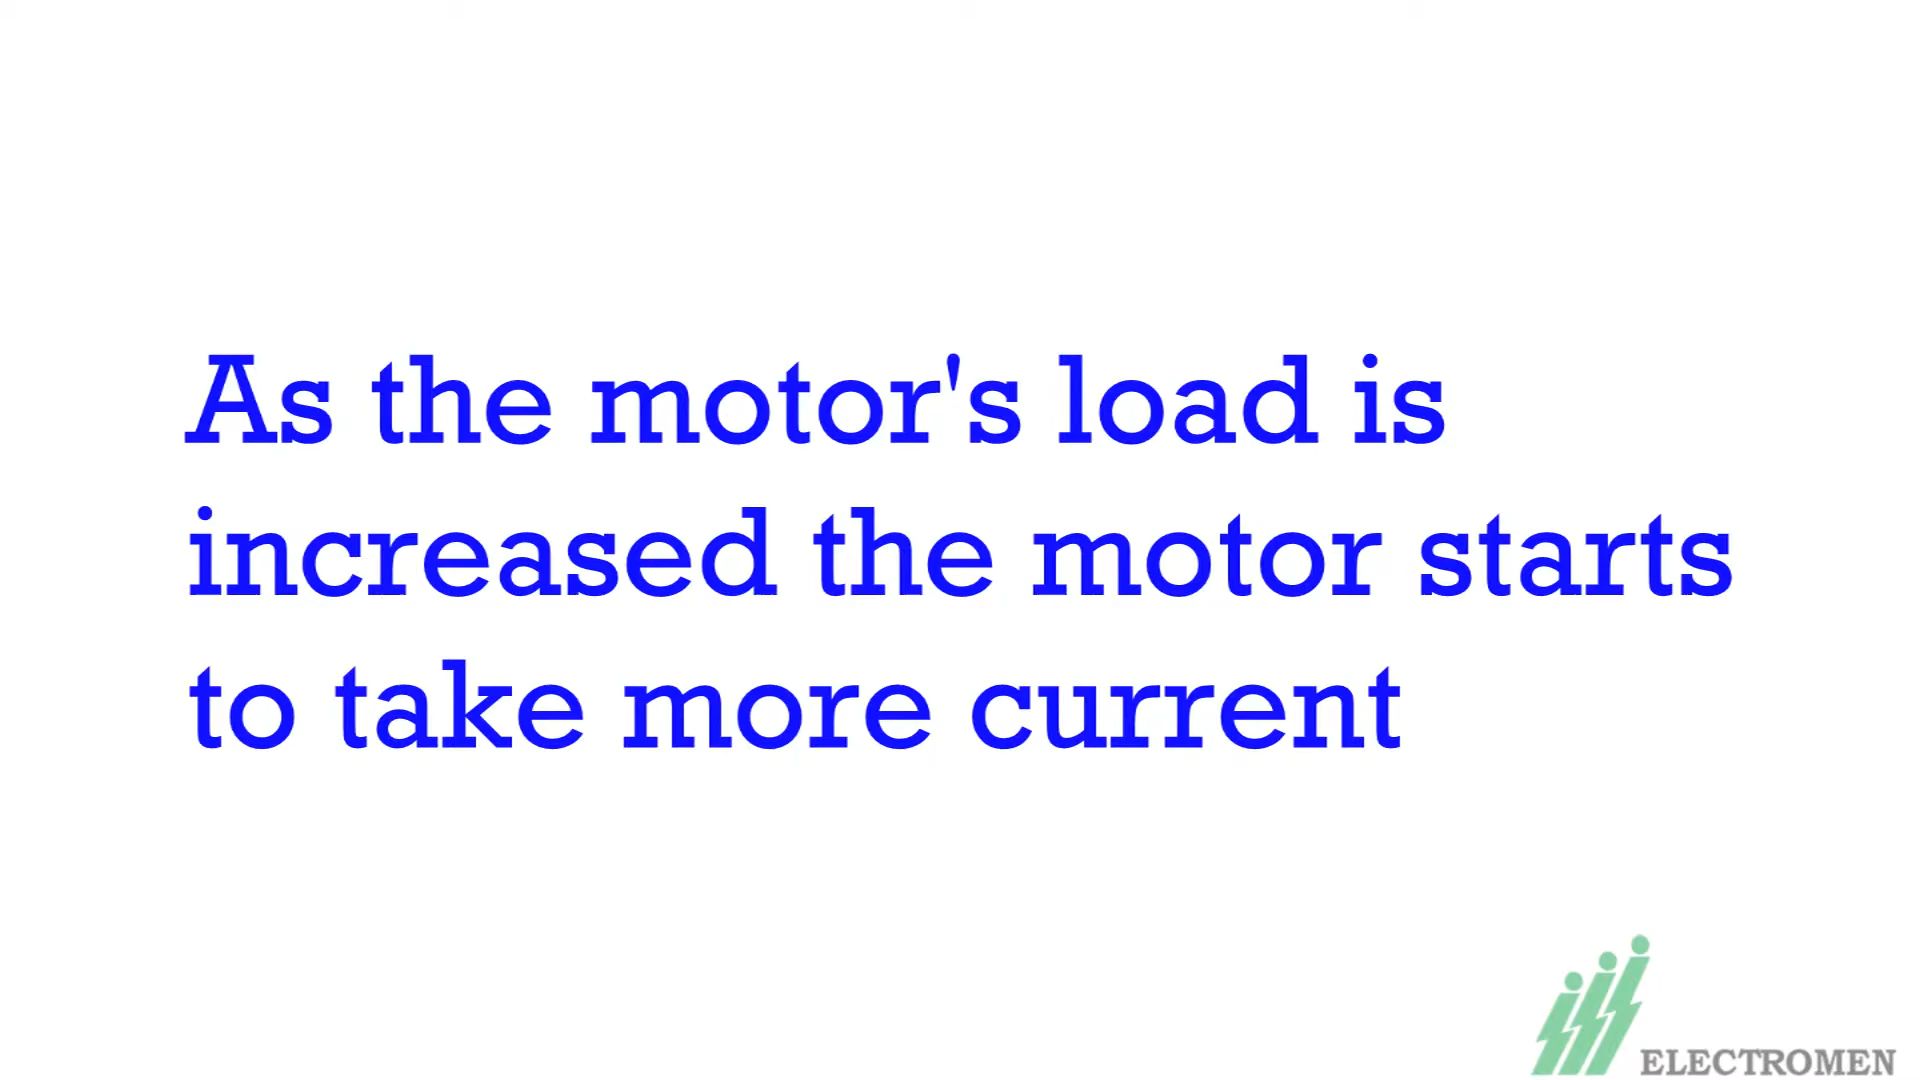 As the motor's load is
increased the motor starts
to take more current
ELECTROMEN